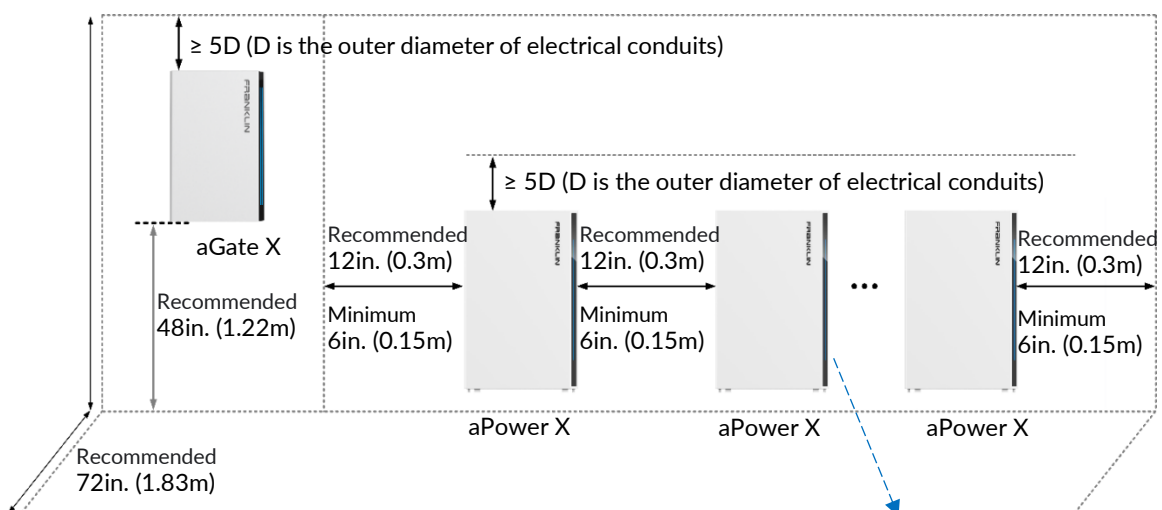 ≥ 5D (D is the outer diameter of electrical conduits)
FRANKLIN
aGate X
Recommended
48in. (1.22m)
≥ 5D (D is the outer diameter of electrical conduits)
Recommended
12in. (0.3m)
Minimum
6in. (0.15m)
FRANKLIN
aPower X
Recommended
12in. (0.3m)
Minimum
6in. (0.15m)
FRANKLIN
aPower X
•••
FRANKLIN
aPower X
Recommended
12in. (0.3m)
Minimum
6in. (0.15m)
Recommended
72in. (1.83m)